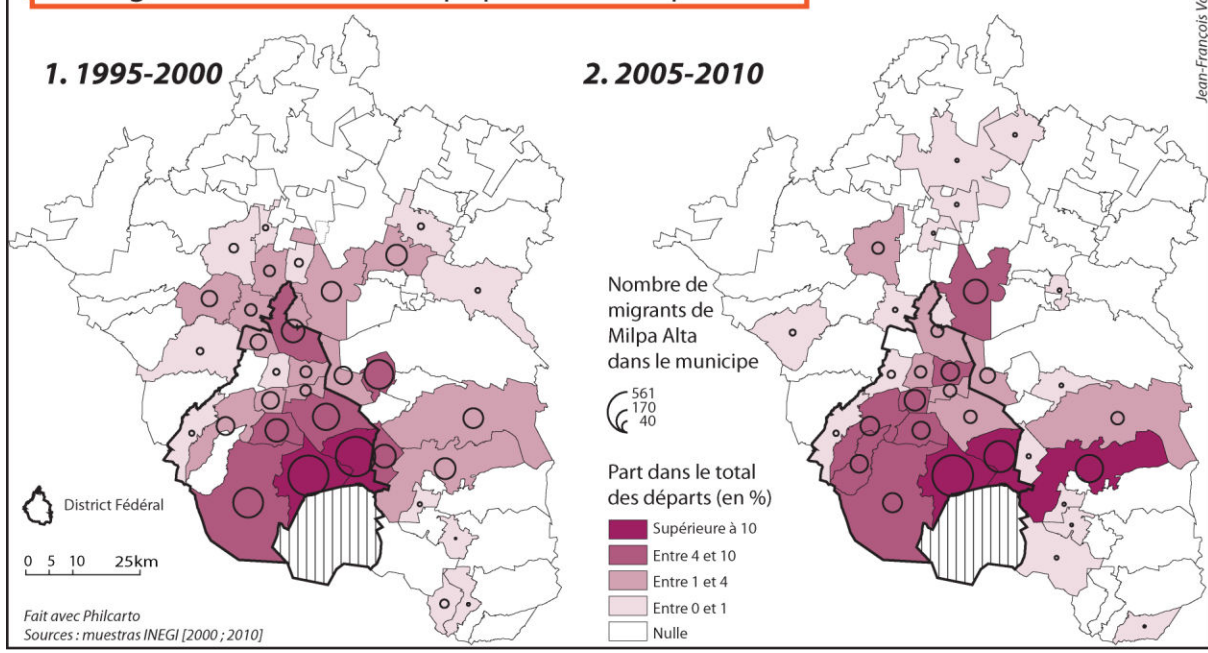 1. 1995-2000
2. 2005-2010
Nombre de
migrants de
Milpa Alta
dans le municipe
561
170
40
Part dans le total
des départs (en %)
Supérieure à 10
Entre 4 et 10
Entre 1 et 4
Entre 0 et 1
Nulle
District Fédéral
0 5 10 25km
Fait avec Philcarto
Sources : muestras INEGI [2000 ; 2010]
Jean-François